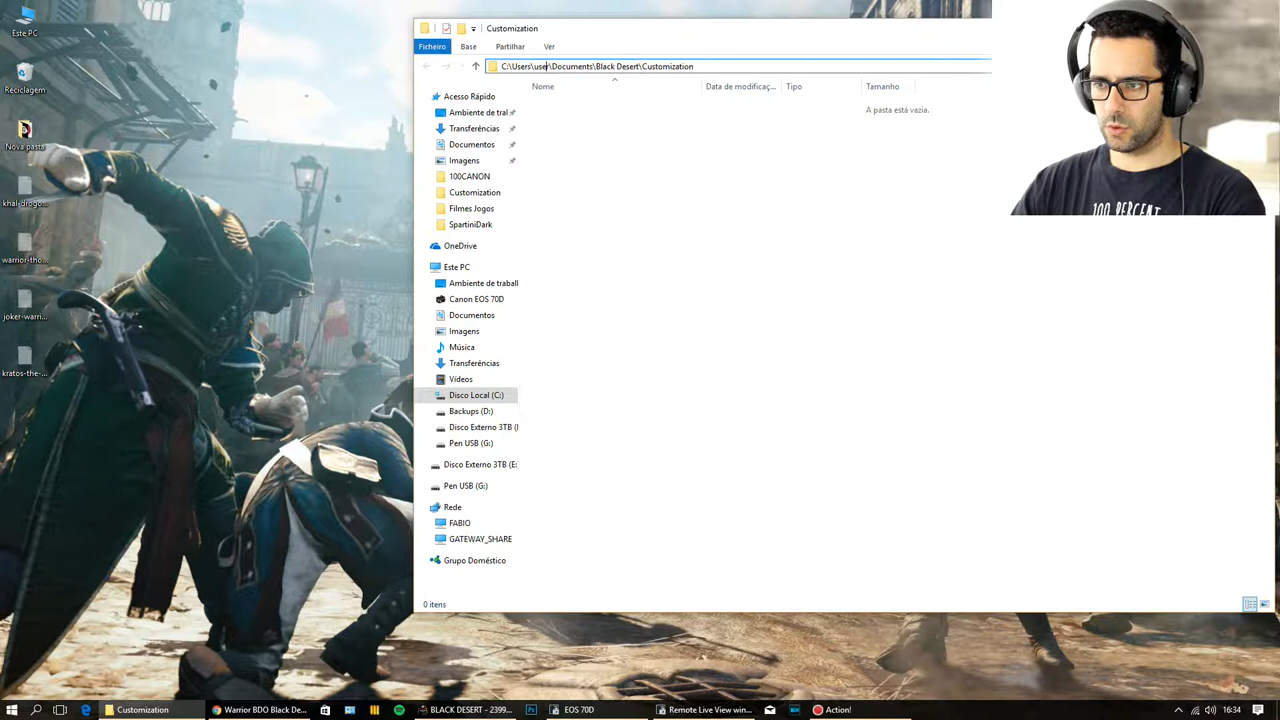 Este PC
Reciclagem
Nova pasta
khal-drogo...
warrior-tho...
joker-warri...
kratos-the-...
Customization
Ficheiro
Base
Partilhar
Ver
C:\Users\user\Documents\Black Desert\Customization
Nome
Data de modificaç...
Tipo
Tamanho
A pasta está vazia.
Acesso Rápido
Ambiente de tral
Transferências
Documentos
Imagens
100CANON
Customization
Filmes Jogos
SpartiniDark
OneDrive
Este PC
Ambiente de traball
Canon EOS 70D
Documentos
Imagens
Música
Transferências
Vídeos
Disco Local (C:)
Backups (D:)
Disco Externo 3TB (I
Pen USB (G:)
Disco Externo 3TB (E:
Pen USB (G:)
Rede
FABIO
GATEWAY_SHARE
Grupo Doméstico
0 itens
100 PERCENT
Customization
Warrior BDO Black De...
BLACK DESERT - 2399...
EOS 70D
Remote Live View win...
Action!
16:34